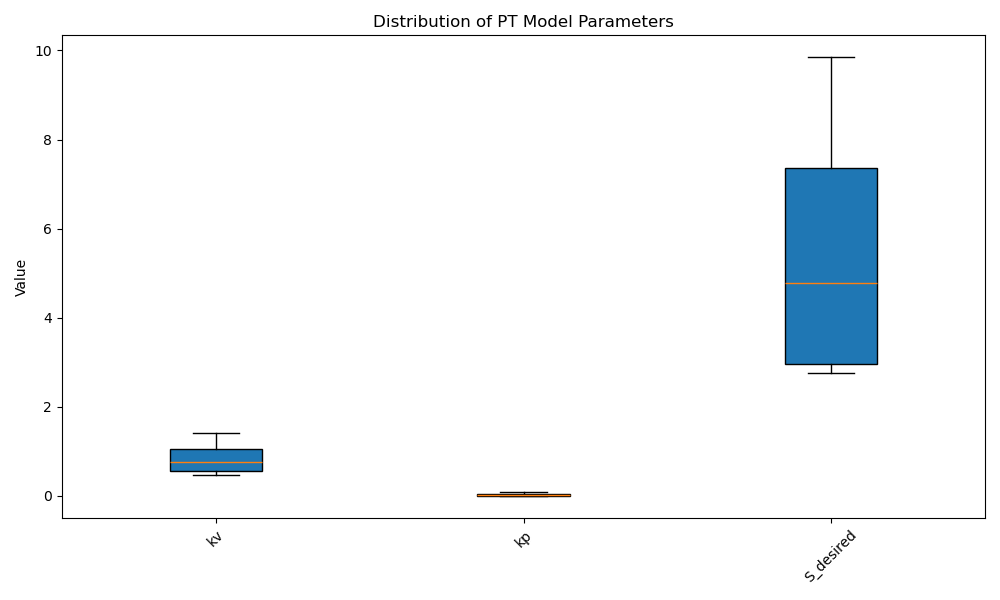 Distribution of PT Model Parameters
Value
10
8
6
4
2
0
kv
kp
S_desired